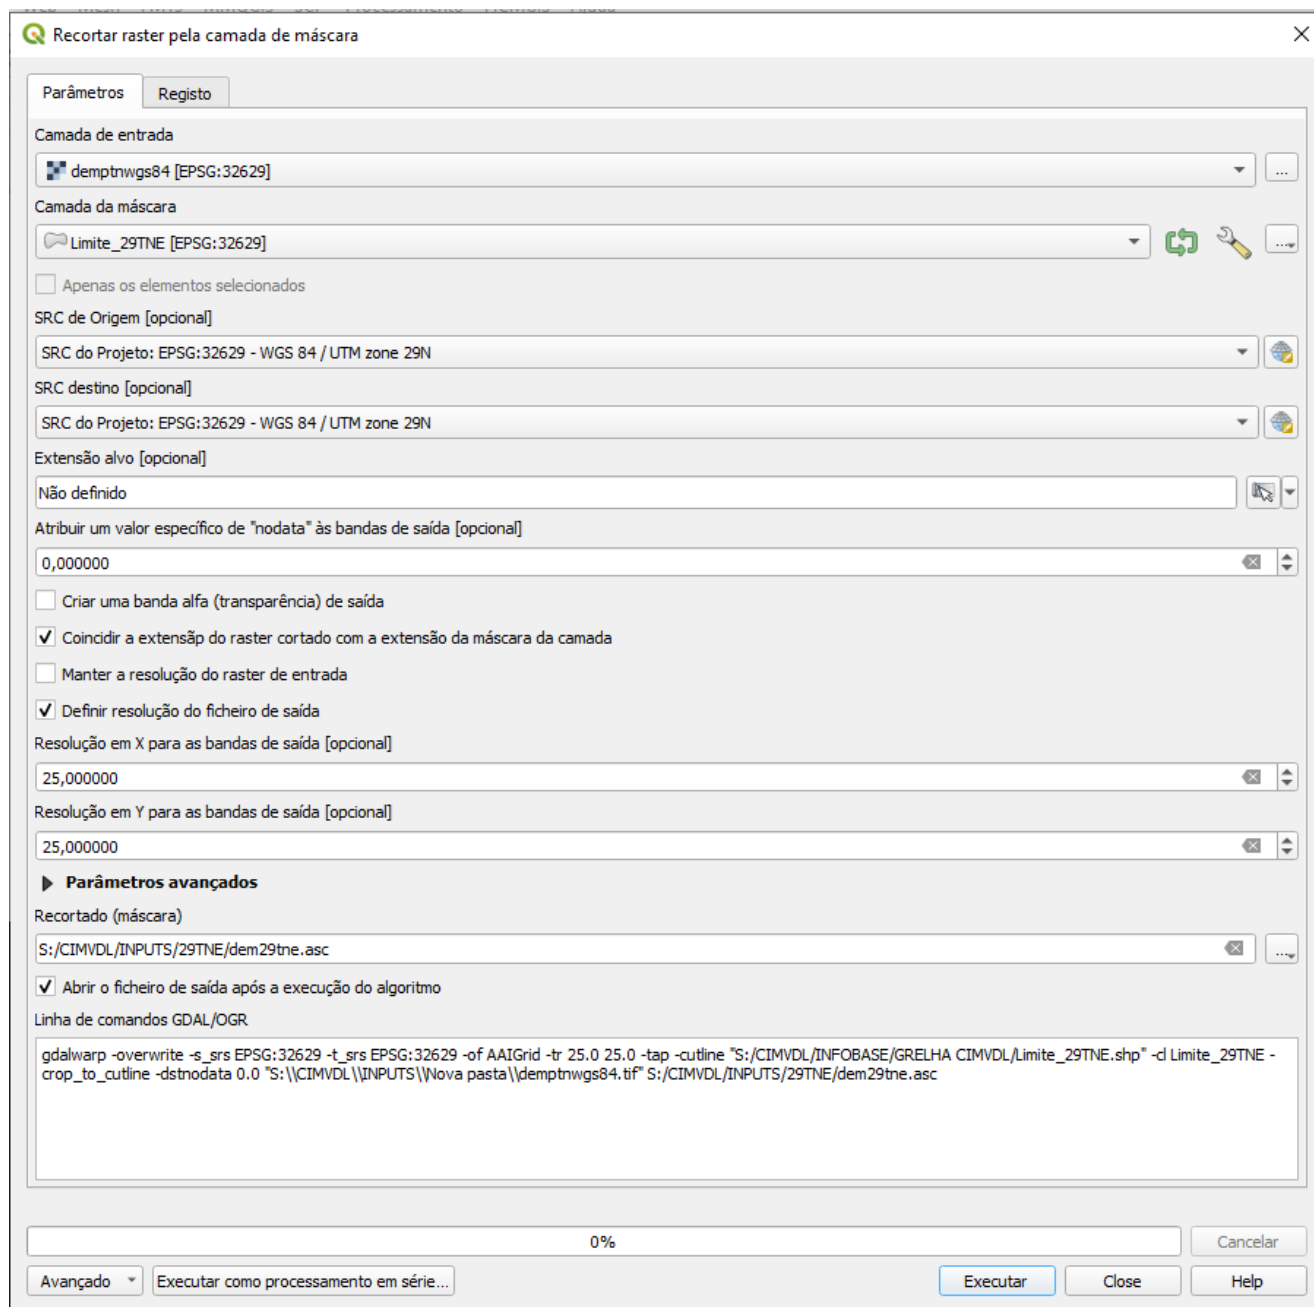 Recortar raster pela camada de máscara
Parâmetros
Registo
Camada de entrada
demptnwgs84 [EPSG:32629]
...
Camada da máscara
Limite_29TNE [EPSG:32629]
...
Apenas os elementos selecionados
SRC de Origem [opcional]
SRC do Projeto: EPSG:32629 - WGS 84 / UTM zone 29N
SRC destino [opcional]
SRC do Projeto: EPSG:32629 - WGS 84 / UTM zone 29N
Extensão alvo [opcional]
Não definido
Atribuir um valor específico de "nodata" às bandas de saída [opcional]
0,000000
Criar uma banda alfa (transparência) de saída
Coincidir a extensãp do raster cortado com a extensão da máscara da camada
Manter a resolução do raster de entrada
Definir resolução do ficheiro de saída
Resolução em X para as bandas de saída [opcional]
25,000000
Resolução em Y para as bandas de saída [opcional]
25,000000
Parâmetros avançados
Recortado (máscara)
S:/CIMVDL/INPUTS/29TNE/dem29tne.asc
...
Abrir o ficheiro de saída após a execução do algoritmo
Linha de comandos GDAL/OGR
gdalwarp -overwrite -s_srs EPSG:32629 -t_srs EPSG:32629 -of AAIGrid -tr 25.0 25.0 -tap -cutline "S:/CIMVDL/INFOBASE/GRELHA CIMVDL/Limite_29TNE.shp" -cl Limite_29TNE -
crop_to_cutline -dstnodata 0.0 "S:\\CIMVDL\\INPUTS\\Nova pasta\\demptnwgs84.tif" S:/CIMVDL/INPUTS/29TNE/dem29tne.asc
0%
Cancelar
Avançado
Executar como processamento em série...
Executar
Close
Help